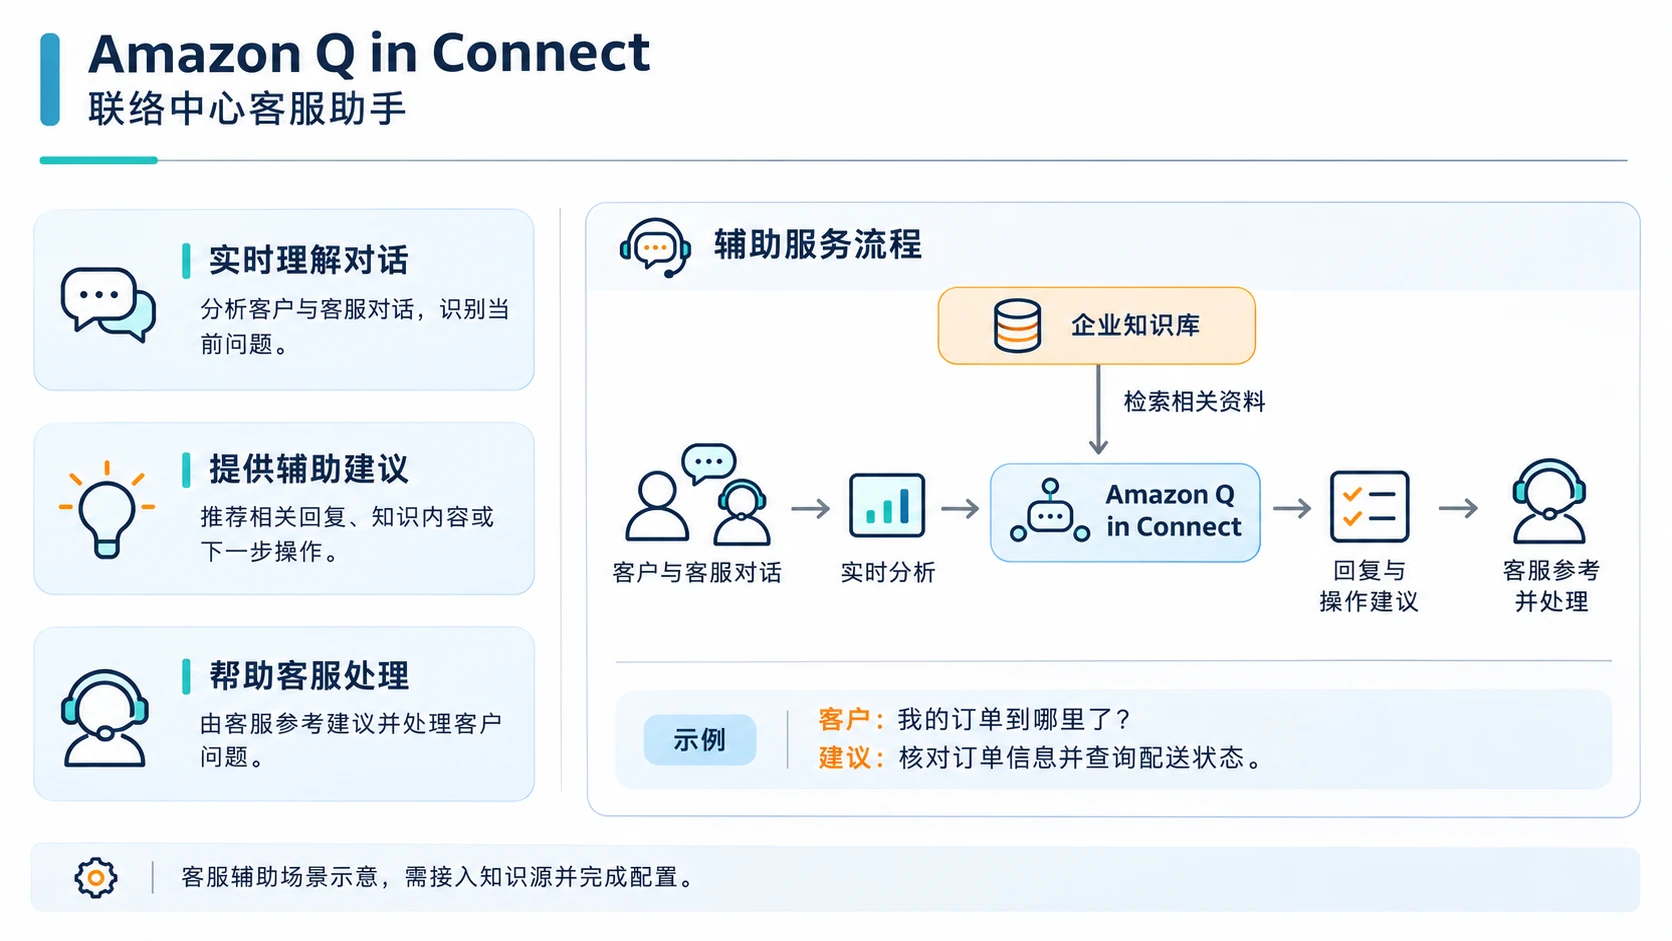 Amazon Q in Connect
联络中心客服助手
实时理解对话
分析客户与客服对话，识别当
前问题。
提供辅助建议
推荐相关回复、知识内容或
下一步操作。
帮助客服处理
由客服参考建议并处理客户
问题。
辅助服务流程
企业知识库
检索相关资料
客户与客服对话
实时分析
Amazon Q
in Connect
回复与
操作建议
客服参考
并处理
示例
客户：我的订单到哪里了？
建议：核对订单信息并查询配送状态。
客服辅助场景示意，需接入知识源并完成配置。